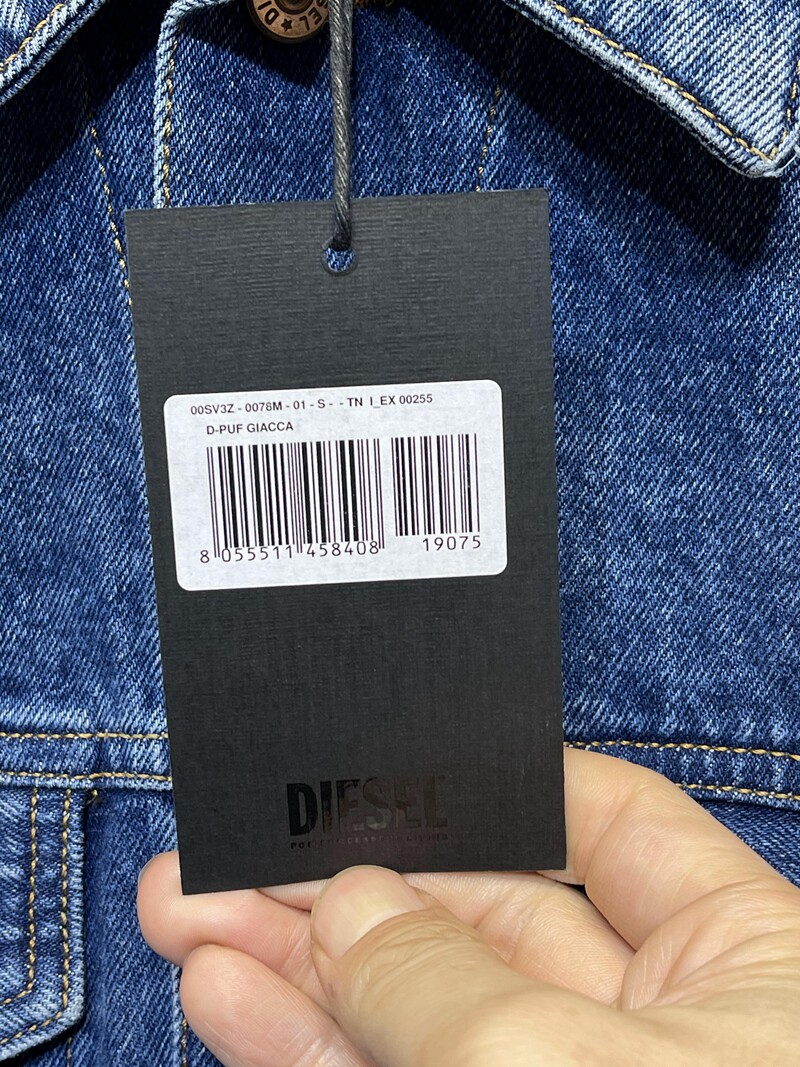 00SV3Z - 0078M - 01 - S - - TN I_EX 00255
D-PUF GIACCA
8 055511 458408 19075
DIESEL